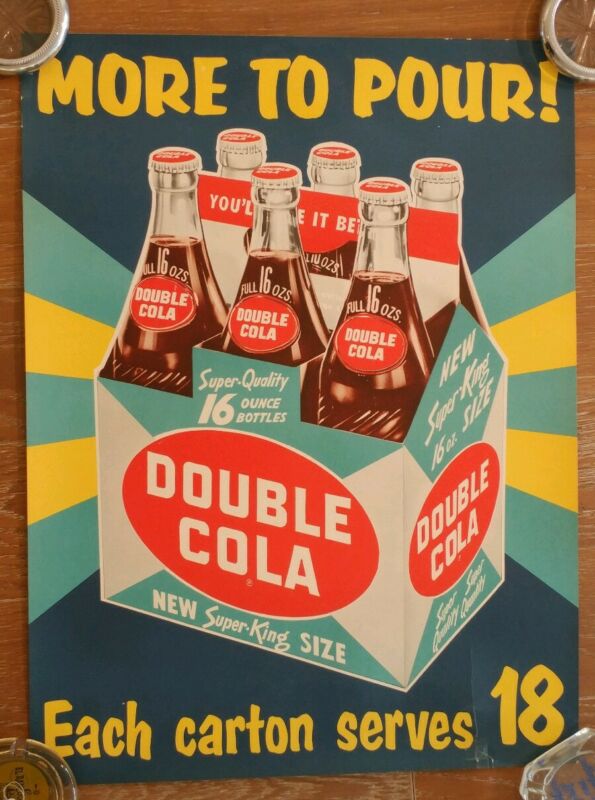 MORE TO POUR!
YOU'L E IT BE
FULL 16 OZS.
DOUBLE
COLA
FULL 16 OZS.
DOUBLE
COLA
FULL 16 OZS.
DOUBLE
COLA
Super-Quality
16 OUNCE
BOTTLES
NEW
Super-King
16 OZ. SIZE
DOUBLE
COLA
DOUBLE
COLA
NEW Super-King SIZE
Super Quality
Super Quality
Each carton serves 18